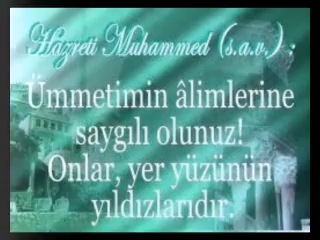 Hazreti Muhammed (s.a.v.) :
Ümmetimin âlimlerine
saygılı olunuz!
Onlar, yer yüzünün
yıldızlarıdır.